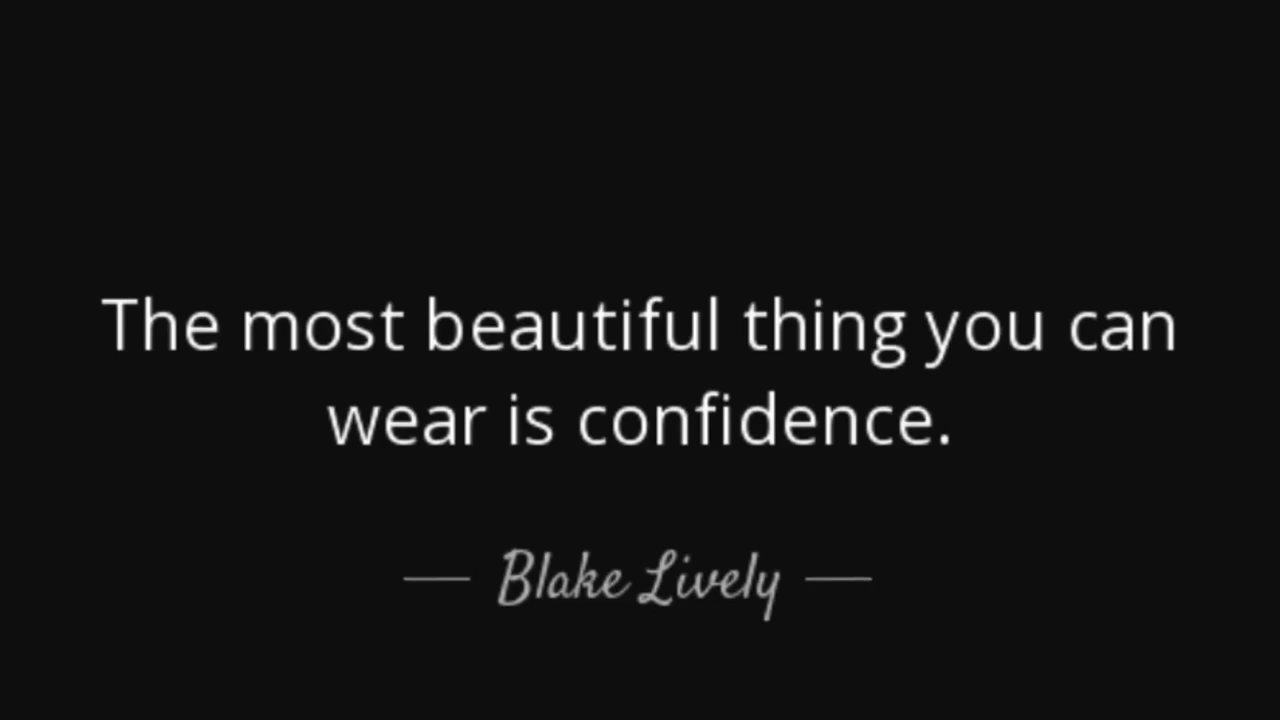 The most beautiful thing you can
wear is confidence.
— Blake Lively —